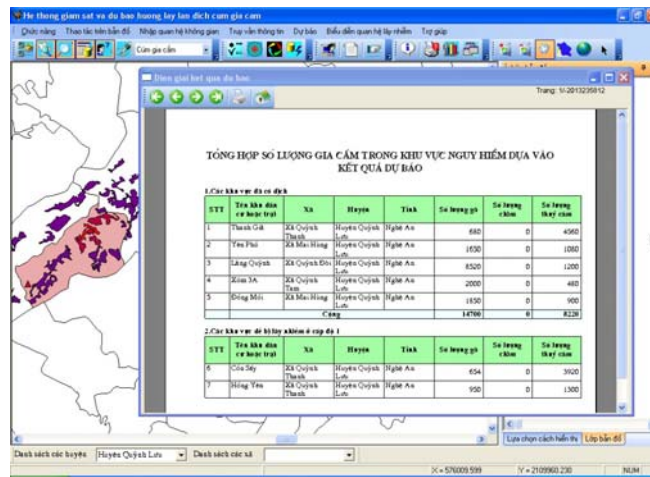 He thong giam sat va du bao huong lay lan dich cum gia cam
Chức năng Thao tác trên bản đồ Nhập quan hệ không gian Truy vấn thông tin Dự báo Biểu diễn quan hệ lây nhiễm Trợ giúp
Cúm gia cầm
Dien giai ket qua du bao
Trang: 1/
TỔNG HỢP SỐ LƯỢNG GIA CẦM TRONG KHU VỰC NGUY HIỂM DỰA VÀO
KẾT QUẢ DỰ BÁO
1.Các khu vực đã có dịch
STT Tên khu dân cư hoặc trại Xã Huyện Tỉnh Số lượng gà Số lượng chim Số lượng thuỷ cầm
1 Thanh Xã Quỳnh Thanh Huyện Quỳnh Lưu Nghệ An 680 0 4560
2 Yên Phú Xã Mai Hùng Huyện Quỳnh Lưu Nghệ An 1650 0 1080
3 Làng Quỳnh Xã Quỳnh Đôi Huyện Quỳnh Lưu Nghệ An 8520 0 1200
4 Xóm 3A Xã Quỳnh Tam Huyện Quỳnh Lưu Nghệ An 2000 0 480
5 Đồng Mới Xã Mai Hùng Huyện Quỳnh Lưu Nghệ An 1850 0 900
Cộng 14700 0 8220
2.Các khu vực dễ bị lây nhiễm ở cấp độ 1
STT Tên khu dân cư hoặc trại Xã Huyện Tỉnh Số lượng gà Số lượng chim Số lượng thuỷ cầm
6 Xã Quỳnh Thanh Huyện Quỳnh Lưu Nghệ An 654 0 3920
7 Hồng Yên Xã Quỳnh Thanh Huyện Quỳnh Lưu Nghệ An 950 0 1300
Lựa chọn cách hiển thị Lớp bản đồ
Danh sách các huyện Huyện Quỳnh Lưu Danh sách các xã
X = 576009.599 Y = 2109960.230 NUM